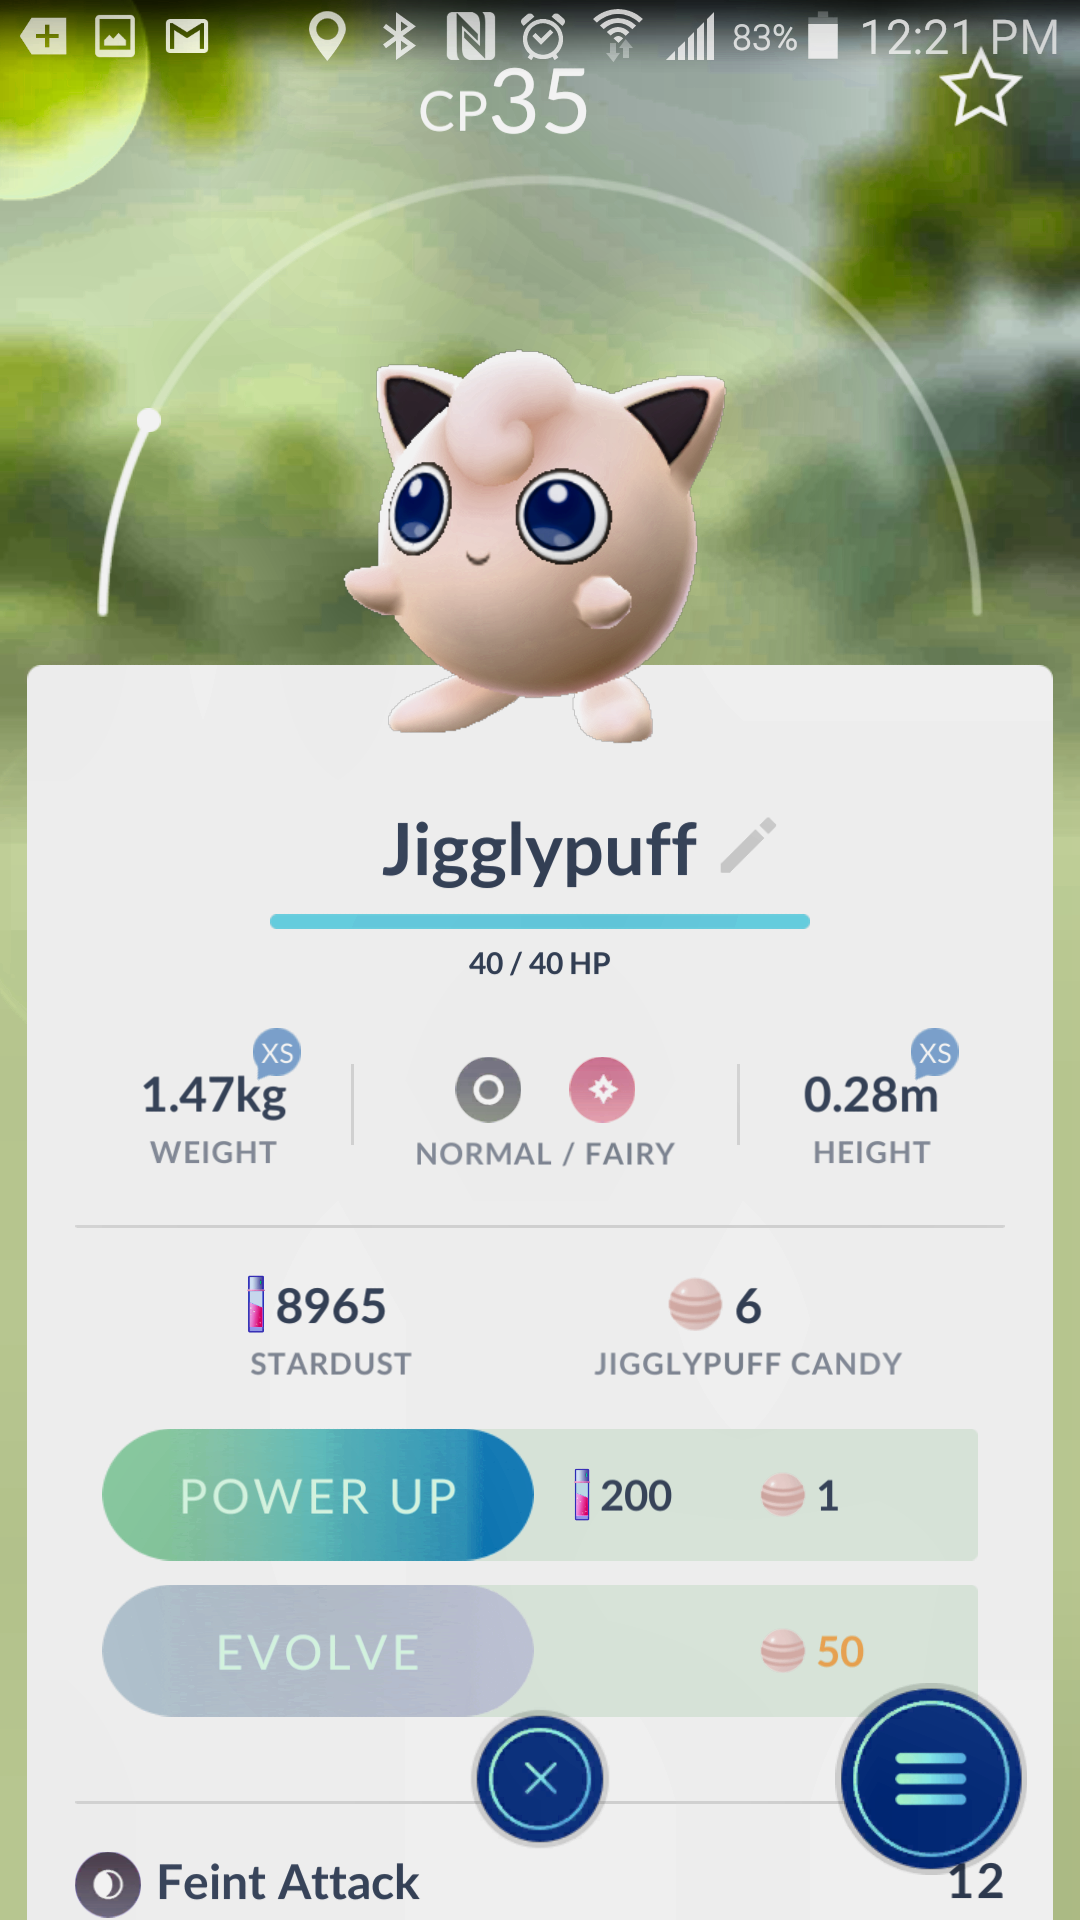 83% 12:21 PM
CP35
Jigglypuff
40 / 40 HP
XS
XS
1.47kg
0.28m
WEIGHT
NORMAL / FAIRY
HEIGHT
8965
6
STARDUST
JIGGLYPUFF CANDY
POWER UP 200 1
EVOLVE 50
Feint Attack 12